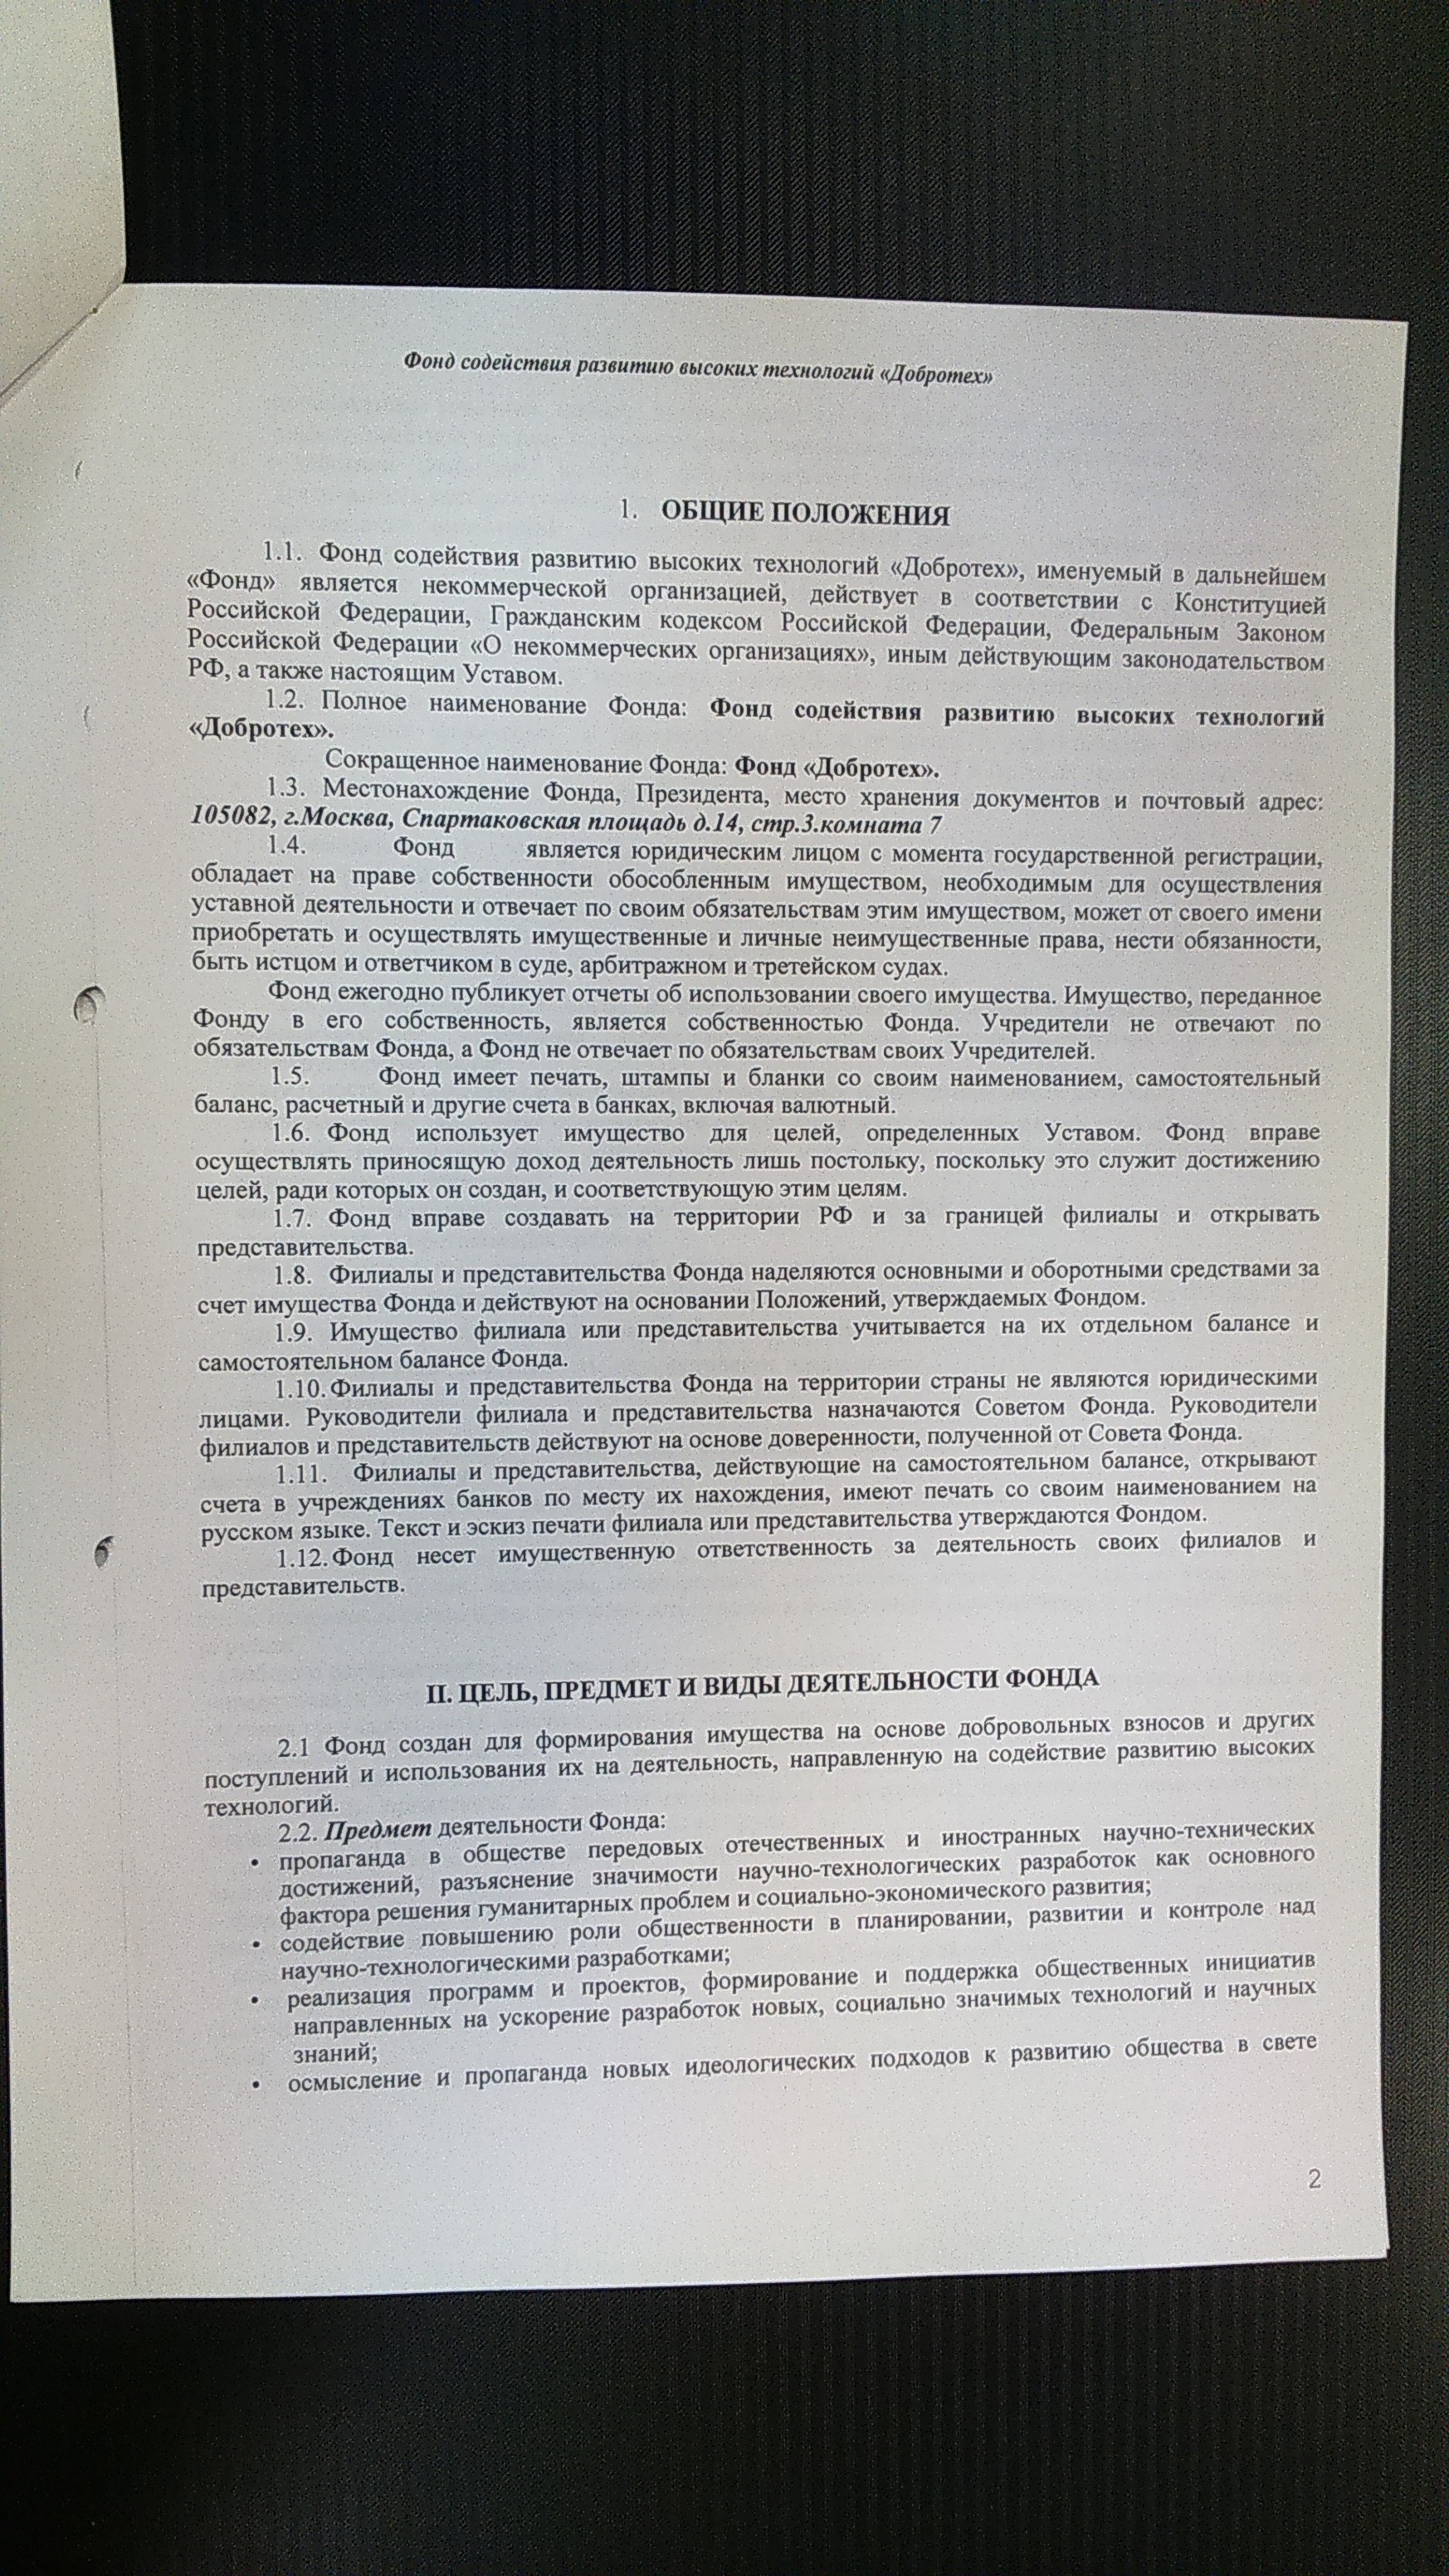 Фонд содействия развитию высоких технологий «Добротех»
1. ОБЩИЕ ПОЛОЖЕНИЯ
1.1. Фонд содействия развитию высоких технологий «Добротех», именуемый в дальнейшем
«Фонд» является некоммерческой организацией, действует в соответствии с Конституцией
Российской Федерации, Гражданским кодексом Российской Федерации, Федеральным Законом
Российской Федерации «О некоммерческих организациях», иным действующим законодательством
РФ, а также настоящим Уставом.
1.2. Полное наименование Фонда: Фонд содействия развитию высоких технологий
«Добротех».
Сокращенное наименование Фонда: Фонд «Добротех».
1.3. Местонахождение Фонда, Президента, место хранения документов и почтовый адрес:
105082, г.Москва, Спартаковская площадь д.14, стр.3.комната 7
1.4. Фонд является юридическим лицом с момента государственной регистрации,
обладает на праве собственности обособленным имуществом, необходимым для осуществления
уставной деятельности и отвечает по своим обязательствам этим имуществом, может от своего имени
приобретать и осуществлять имущественные и личные неимущественные права, нести обязанности,
быть истцом и ответчиком в суде, арбитражном и третейском судах.
Фонд ежегодно публикует отчеты об использовании своего имущества. Имущество, переданное
Фонду в его собственность, является собственностью Фонда. Учредители не отвечают по
обязательствам Фонда, а Фонд не отвечает по обязательствам своих Учредителей.
1.5. Фонд имеет печать, штампы и бланки со своим наименованием, самостоятельный
баланс, расчетный и другие счета в банках, включая валютный.
1.6. Фонд использует имущество для целей, определенных Уставом. Фонд вправе
осуществлять приносящую доход деятельность лишь постольку, поскольку это служит достижению
целей, ради которых он создан, и соответствующую этим целям.
1.7. Фонд вправе создавать на территории РФ и за границей филиалы и открывать
представительства.
1.8. Филиалы и представительства Фонда наделяются основными и оборотными средствами за
счет имущества Фонда и действуют на основании Положений, утверждаемых Фондом.
1.9. Имущество филиала или представительства учитывается на их отдельном балансе и
самостоятельном балансе Фонда.
1.10. Филиалы и представительства Фонда на территории страны не являются юридическими
лицами. Руководители филиала и представительства назначаются Советом Фонда. Руководители
филиалов и представительств действуют на основе доверенности, полученной от Совета Фонда.
1.11. Филиалы и представительства, действующие на самостоятельном балансе, открывают
счета в учреждениях банков по месту их нахождения, имеют печать со своим наименованием на
русском языке. Текст и эскиз печати филиала или представительства утверждаются Фондом.
1.12. Фонд несет имущественную ответственность за деятельность своих филиалов и
представительств.
II. ЦЕЛЬ, ПРЕДМЕТ И ВИДЫ ДЕЯТЕЛЬНОСТИ ФОНДА
2.1 Фонд создан для формирования имущества на основе добровольных взносов и других
поступлений и использования их на деятельность, направленную на содействие развитию высоких
технологий.
2.2. Предмет деятельности Фонда:
• пропаганда в обществе передовых отечественных и иностранных научно-технических
достижений, разъяснение значимости научно-технологических разработок как основного
фактора решения гуманитарных проблем и социально-экономического развития;
• содействие повышению роли общественности в планировании, развитии и контроле над
научно-технологическими разработками;
• реализация программ и проектов, формирование и поддержка общественных инициатив
направленных на ускорение разработок новых, социально значимых технологий и научных
знаний;
• осмысление и пропаганда новых идеологических подходов к развитию общества в свете
2